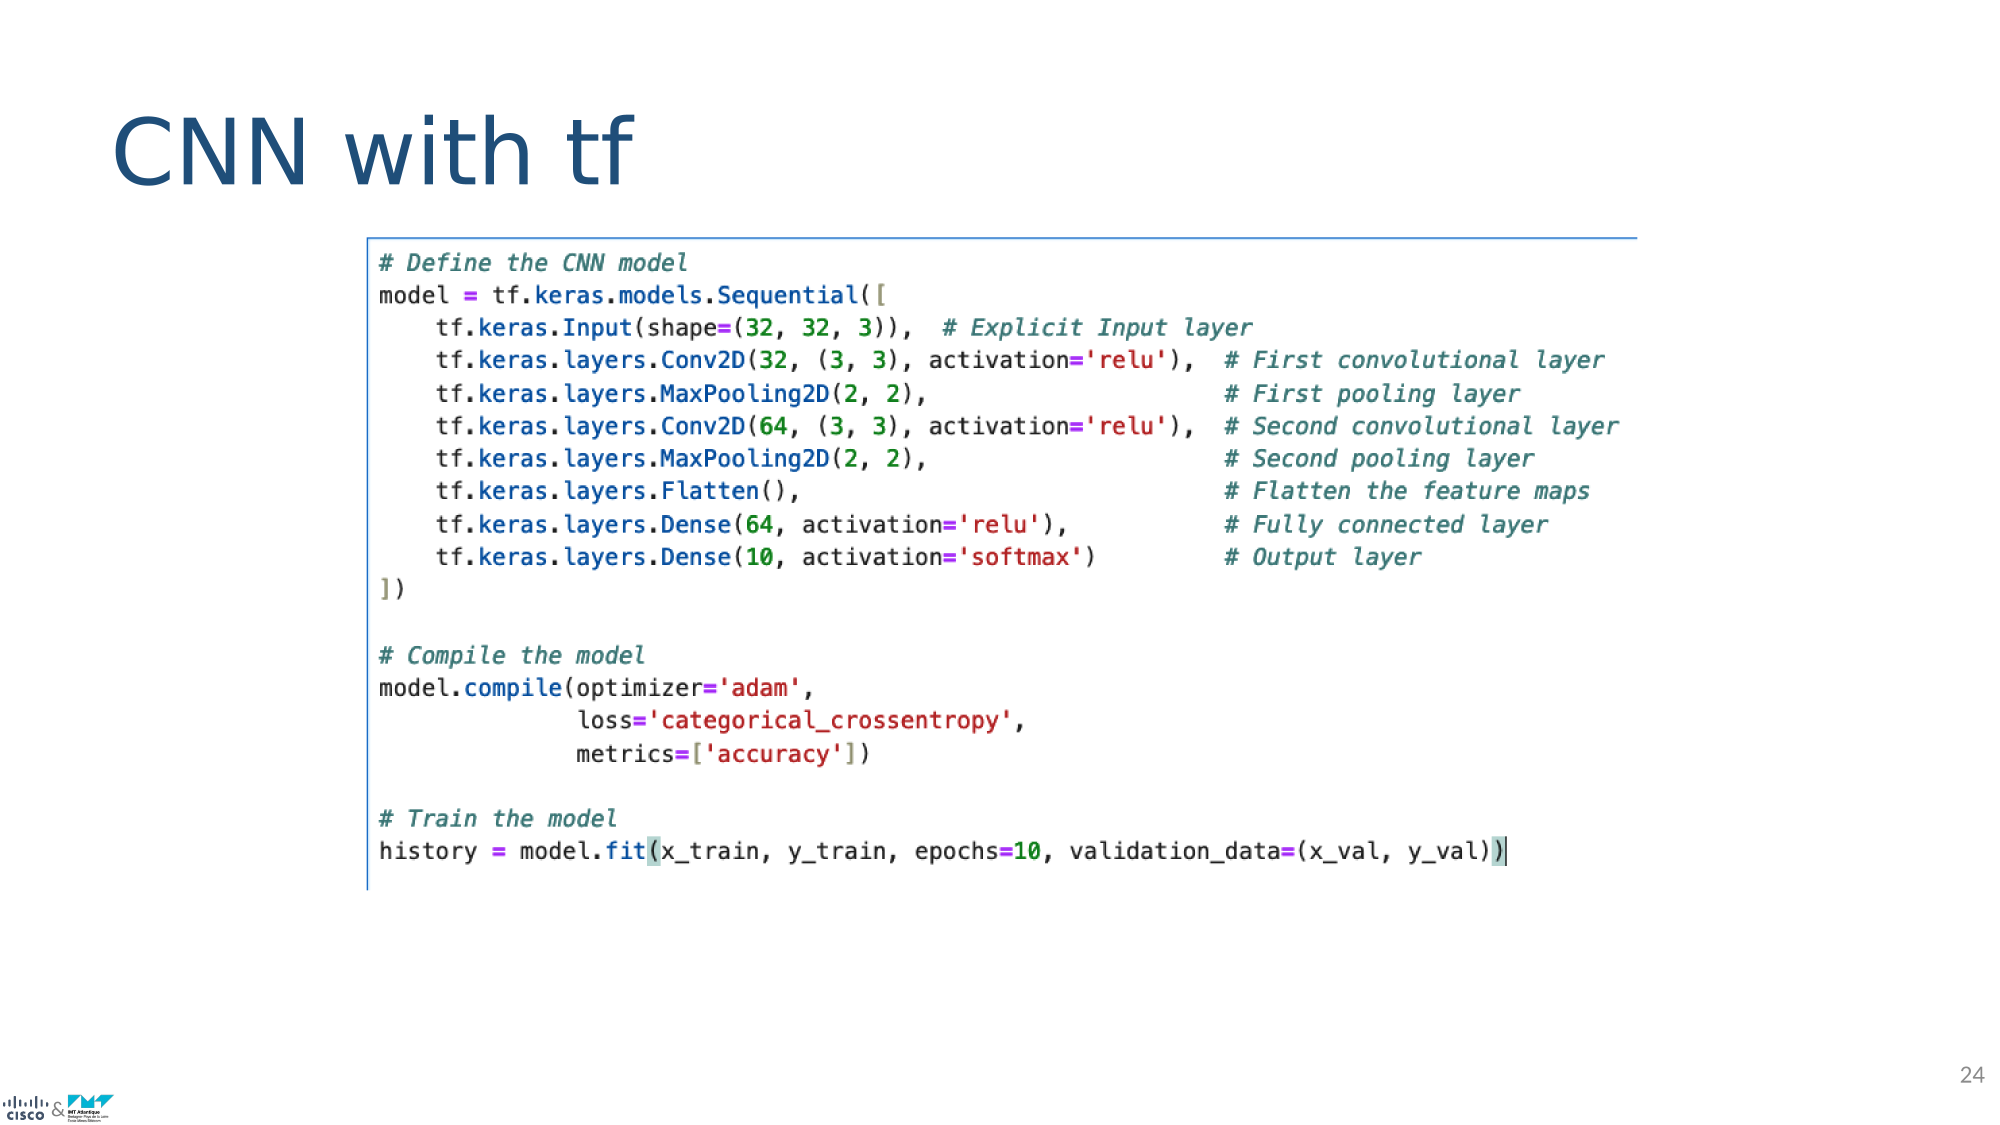 CNN with tf
# Define the CNN model
model = tf.keras.models.Sequential([
    tf.keras.Input(shape=(32, 32, 3)),  # Explicit Input layer
    tf.keras.layers.Conv2D(32, (3, 3), activation='relu'),  # First convolutional layer
    tf.keras.layers.MaxPooling2D(2, 2),                     # First pooling layer
    tf.keras.layers.Conv2D(64, (3, 3), activation='relu'),  # Second convolutional layer
    tf.keras.layers.MaxPooling2D(2, 2),                     # Second pooling layer
    tf.keras.layers.Flatten(),                              # Flatten the feature maps
    tf.keras.layers.Dense(64, activation='relu'),           # Fully connected layer
    tf.keras.layers.Dense(10, activation='softmax')         # Output layer
])
# Compile the model
model.compile(optimizer='adam',
              loss='categorical_crossentropy',
              metrics=['accuracy'])
# Train the model
history = model.fit(x_train, y_train, epochs=10, validation_data=(x_val, y_val))
24
CISCO & IMT Atlantique